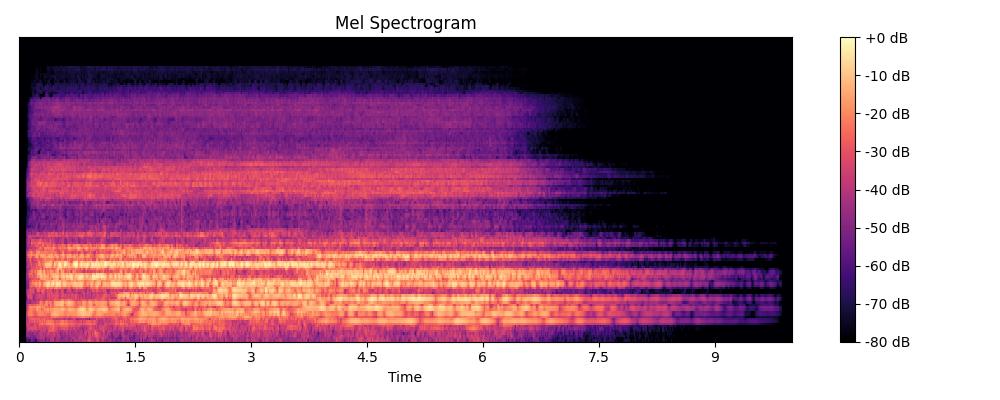 Mel Spectrogram
+0 dB
-10 dB
-20 dB
-30 dB
-40 dB
-50 dB
-60 dB
-70 dB
-80 dB
0 1.5 3 4.5 6 7.5 9
Time